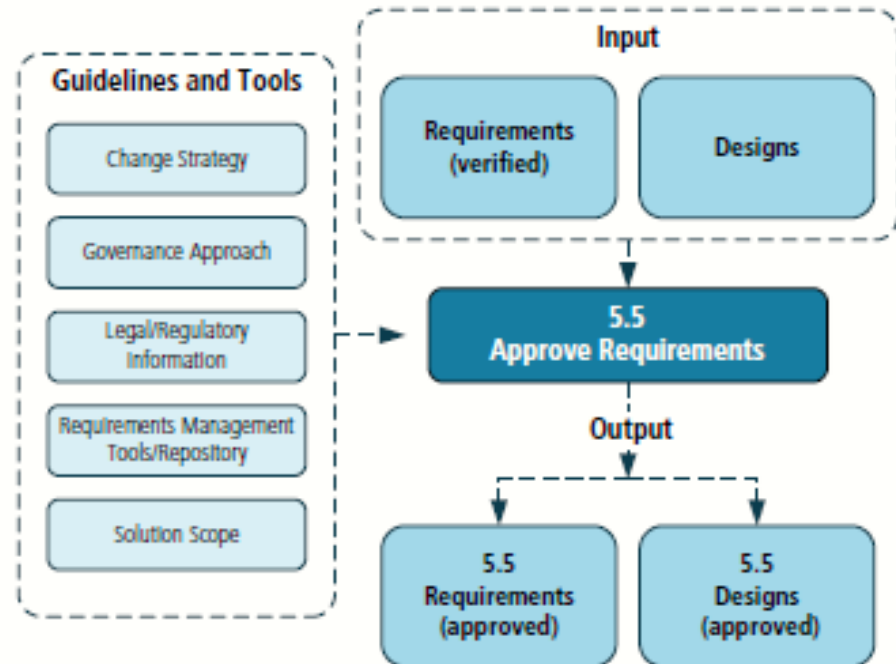 Guidelines and Tools
Change Strategy
Governance Approach
Legal/Regulatory
Information
Requirements Management
Tools/Repository
Solution Scope
Input
Requirements
(verified)
Designs
5.5
Approve Requirements
Output
5.5
Requirements
(approved)
5.5
Designs
(approved)